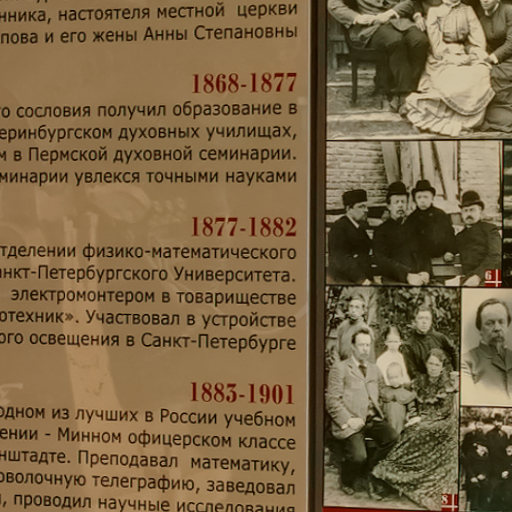 нника, настоятеля местной церкви
пова и его жены Анны Степановны
1868-1877
о сословия получил образование в
еринбургском духовных училищах,
м в Пермской духовной семинарии.
минарии увлекся точными науками
1877-1882
тделении физико-математического
нкт-Петербургского Университета.
электромонтером в товариществе
отехник». Участвовал в устройстве
ого освещения в Санкт-Петербурге
1883-1901
одном из лучших в России учебном
ении - Минном офицерском классе
нштадте. Преподавал математику,
оволочную телеграфию, заведовал
, проводил научные исследования
6
8